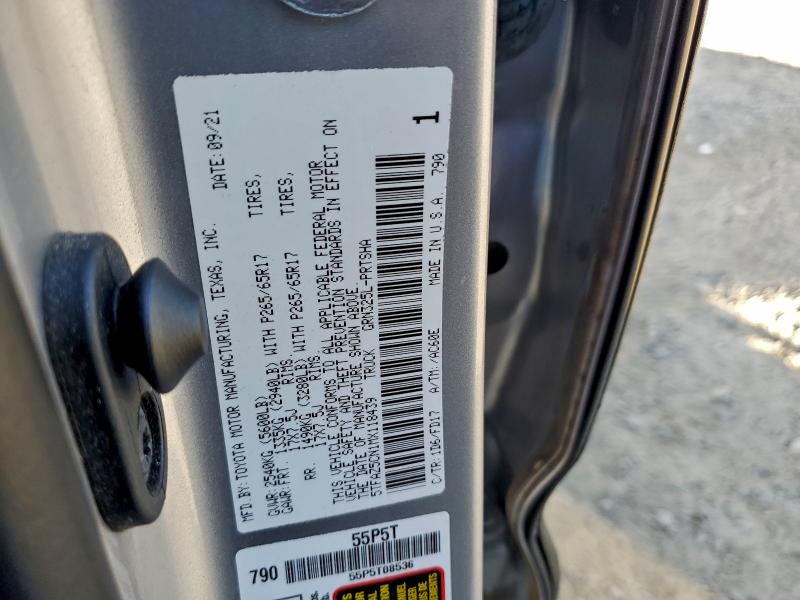 MFD.BY: TOYOTA MOTOR MANUFACTURING, TEXAS, INC. DATE: 09/21
GVWR: 2540KG (5600LB)
GAWR:FRT. 1335KG (2940LB) WITH P265/65R17 TIRES,
17X7.5J RIMS.
RR. 1490KG (3280LB) WITH P265/65R17 TIRES,
17X7.5J RIMS
THIS VEHICLE CONFORMS TO ALL APPLICABLE FEDERAL MOTOR
VEHICLE SAFETY AND THEFT PREVENTION STANDARDS IN EFFECT ON
THE DATE OF MANUFACTURE SHOWN ABOVE.
5TFAZ5CN1MX118439 TRUCK GRN325L-PRTSHA
1
C/TR: 1D6/FD17 A/TM: /AC60E MADE IN U.S.A. 790
55P5T
790
55P5T08536